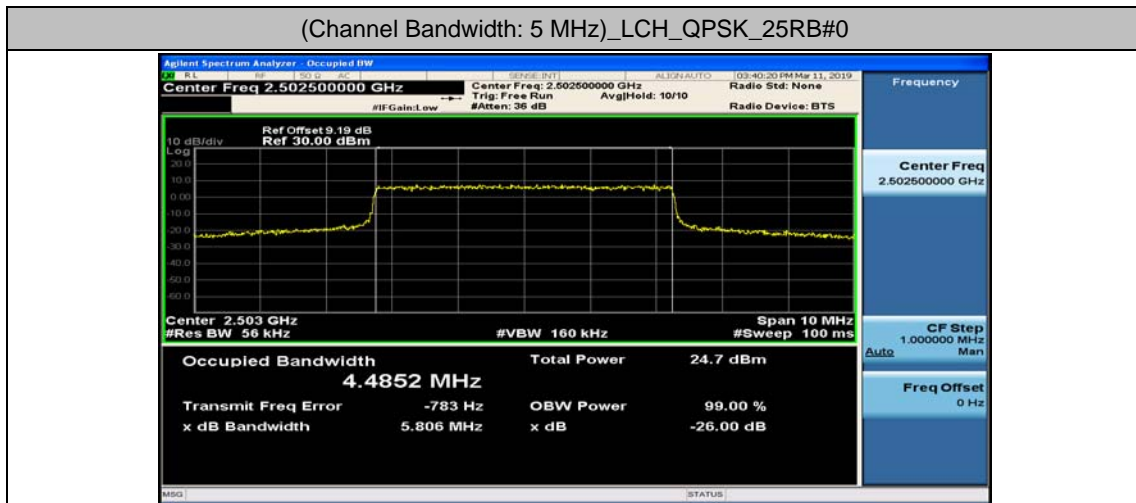 (Channel Bandwidth: 5 MHz)_LCH_QPSK_25RB#0
Agilent Spectrum Analyzer - Occupied BW
RL RF 50 Ω AC SENSE:INT ALIGN AUTO 03:40:20 PM Mar 11, 2019
Center Freq 2.502500000 GHz
Center Freq: 2.502500000 GHz
Radio Std: None
Trig: Free Run Avg|Hold: 10/10
#IFGain:Low #Atten: 36 dB
Radio Device: BTS
Frequency
Ref Offset 9.19 dB
10 dB/div Ref 30.00 dBm
Log
20.0
10.0
0.00
-10.0
-20.0
-30.0
-40.0
-50.0
-60.0
Center Freq
2.502500000 GHz
Center 2.503 GHz Span 10 MHz
#Res BW 56 kHz #VBW 160 kHz #Sweep 100 ms
CF Step
1.000000 MHz
Auto Man
Occupied Bandwidth Total Power 24.7 dBm
4.4852 MHz
Transmit Freq Error -783 Hz OBW Power 99.00 %
x dB Bandwidth 5.806 MHz x dB -26.00 dB
Freq Offset
0 Hz
MSG STATUS